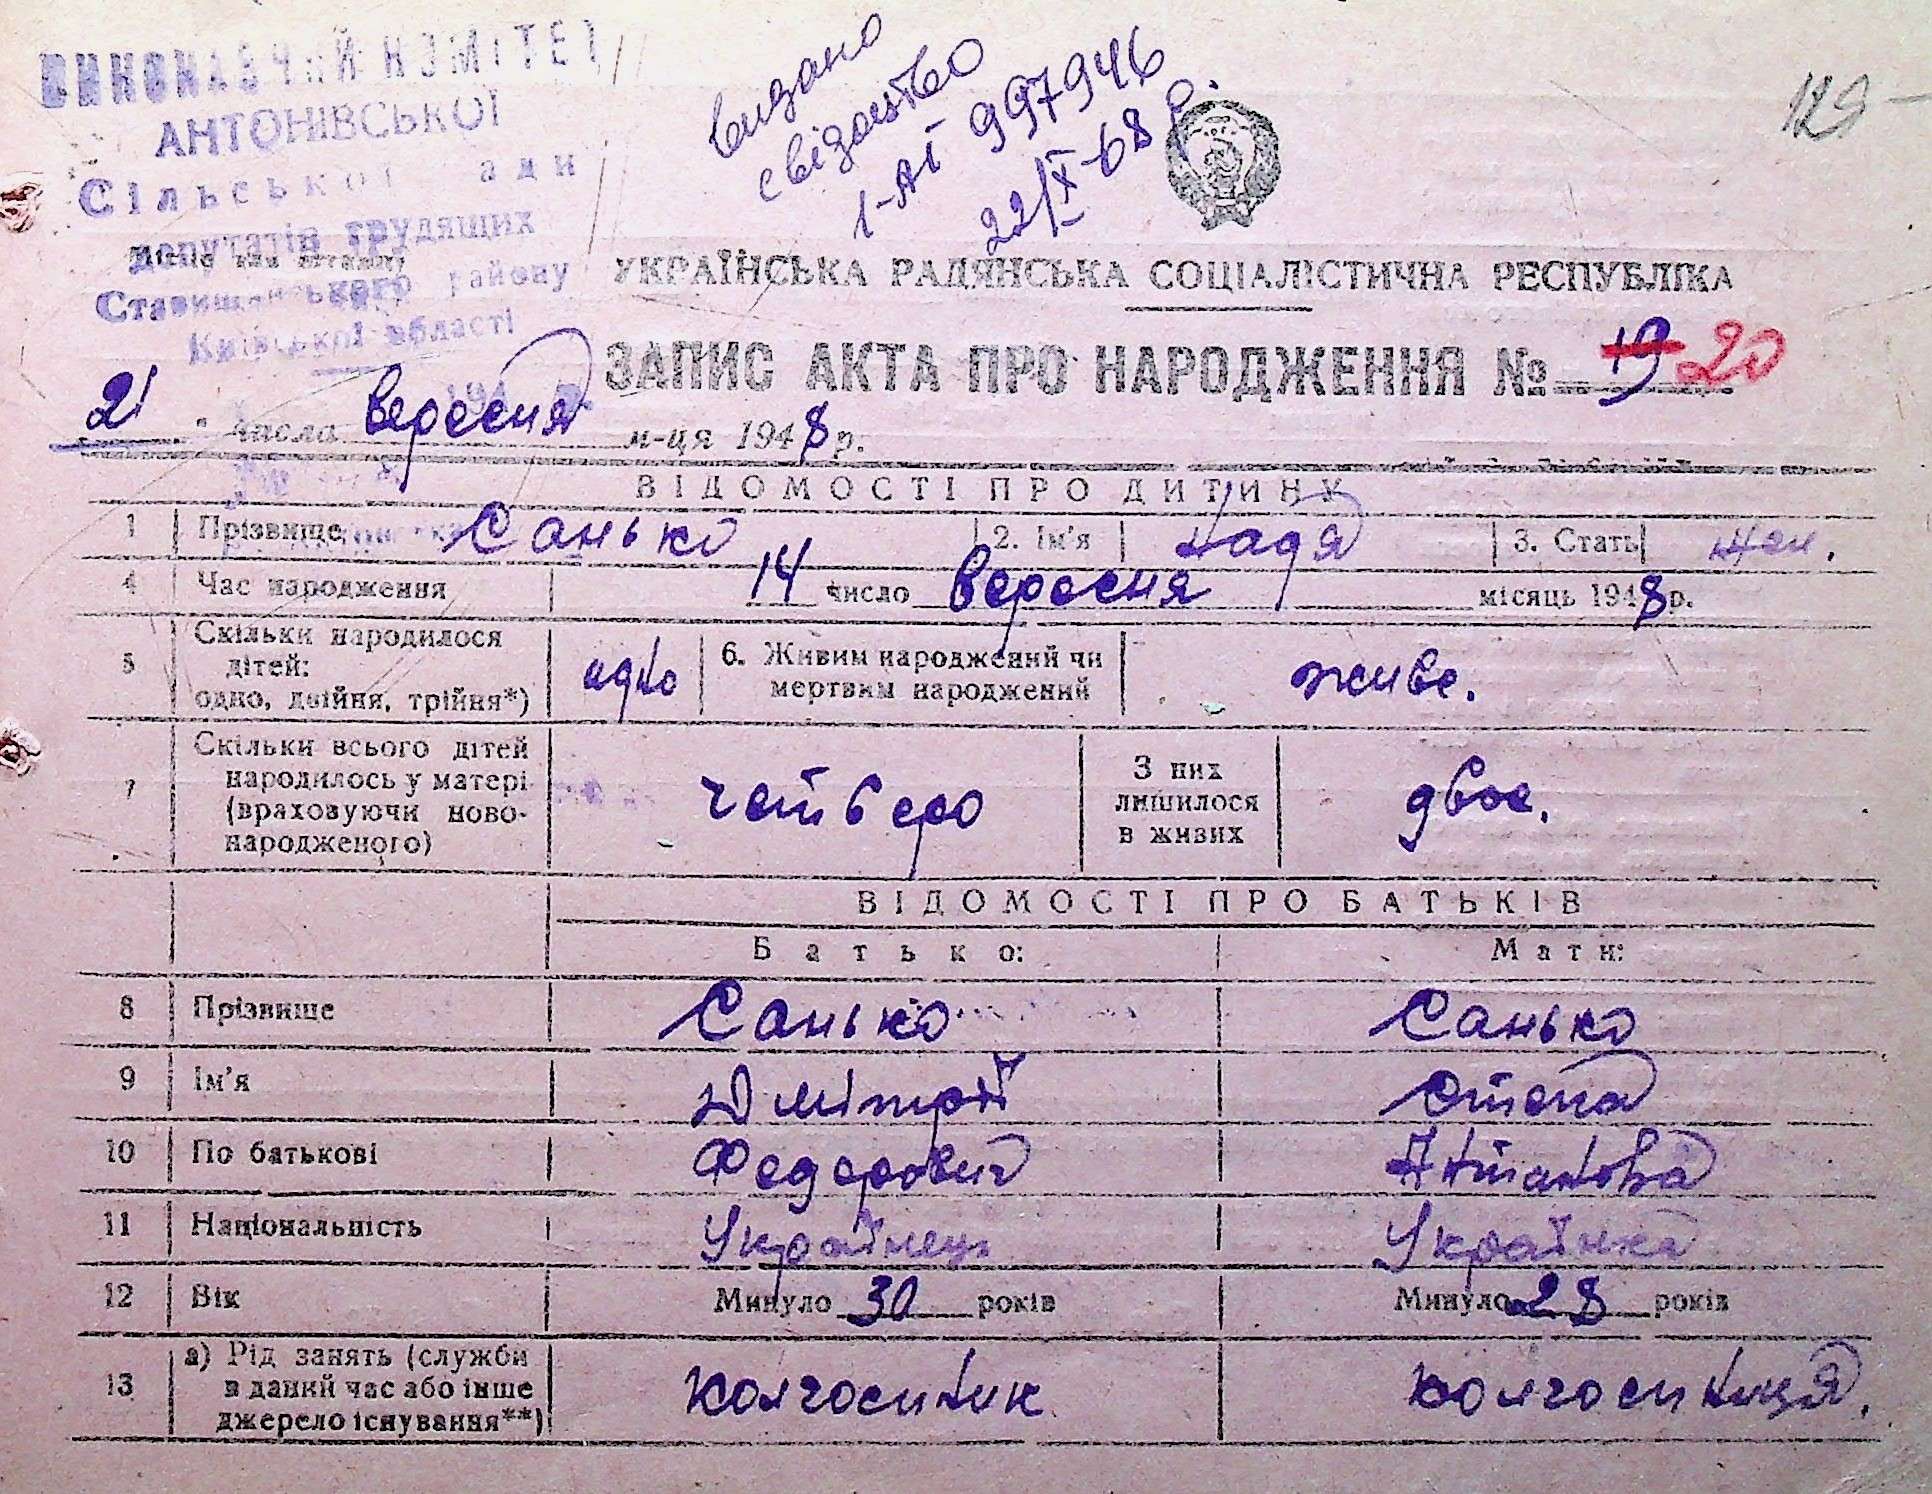 ВИКОНАВЧИЙ КОМІТЕТ
АНТОНІВСЬКОЇ
Сільської ради
депутатів трудящих
Ставищанського району
Київської області
видано
свідоцтво
І-АІ 997946
22/X-68 р.
129
УКРАЇНСЬКА РАДЯНСЬКА СОЦІАЛІСТИЧНА РЕСПУБЛІКА
ЗАПИС АКТА ПРО НАРОДЖЕННЯ № 19 20
21 числа вересня м-ця 1948 р.
ВІДОМОСТІ ПРО ДИТИНУ
1 Прізвище Санько 2. Ім'я Надя 3. Стать жен.
4 Час народження 14 число вересня місяць 1948 р.
5 Скільки народилося дітей: одно, двійня, трійня*) одно 6. Живим народжений чи мертвим народжений живе.
7 Скільки всього дітей народилось у матері (враховуючи новонародженого) четверо З них лишилося в живих двоє.
ВІДОМОСТІ ПРО БАТЬКІВ
Батько: Мати:
8 Прізвище Санько Санько
9 Ім'я Дмітрій
10 По батькові Федорович
11 Національність Українець Українка
12 Вік Минуло 30 років Минуло 28 років
13 а) Рід занять (служби в даний час або інше джерело існування**) колгоспник колгоспниця.